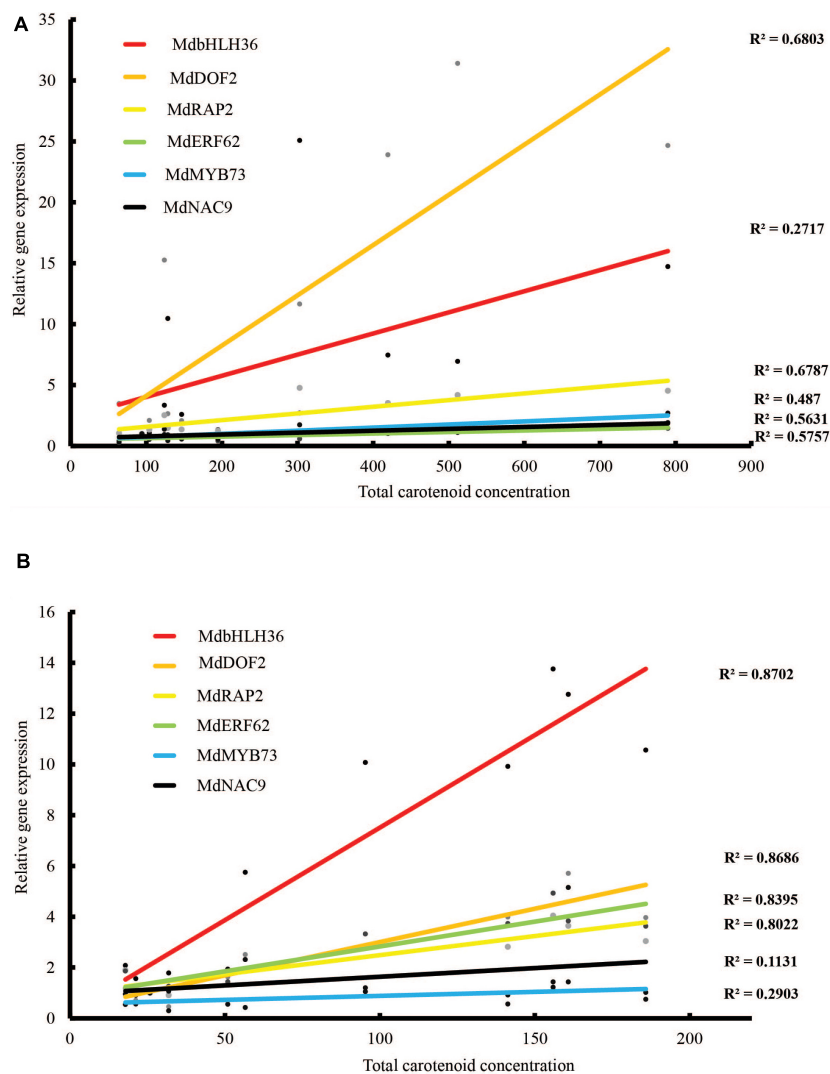 A
35
30
25
20
15
10
5
0
Relative gene expression
MdbHLH36
MdDOF2
MdRAP2
MdERF62
MdMYB73
MdNAC9
R² = 0.6803
R² = 0.2717
R² = 0.6787
R² = 0.487
R² = 0.5631
R² = 0.5757
0 100 200 300 400 500 600 700 800 900
Total carotenoid concentration
B
16
14
12
10
8
6
4
2
0
Relative gene expression
MdbHLH36
MdDOF2
MdRAP2
MdERF62
MdMYB73
MdNAC9
R² = 0.8702
R² = 0.8686
R² = 0.8395
R² = 0.8022
R² = 0.1131
R² = 0.2903
0 50 100 150 200
Total carotenoid concentration